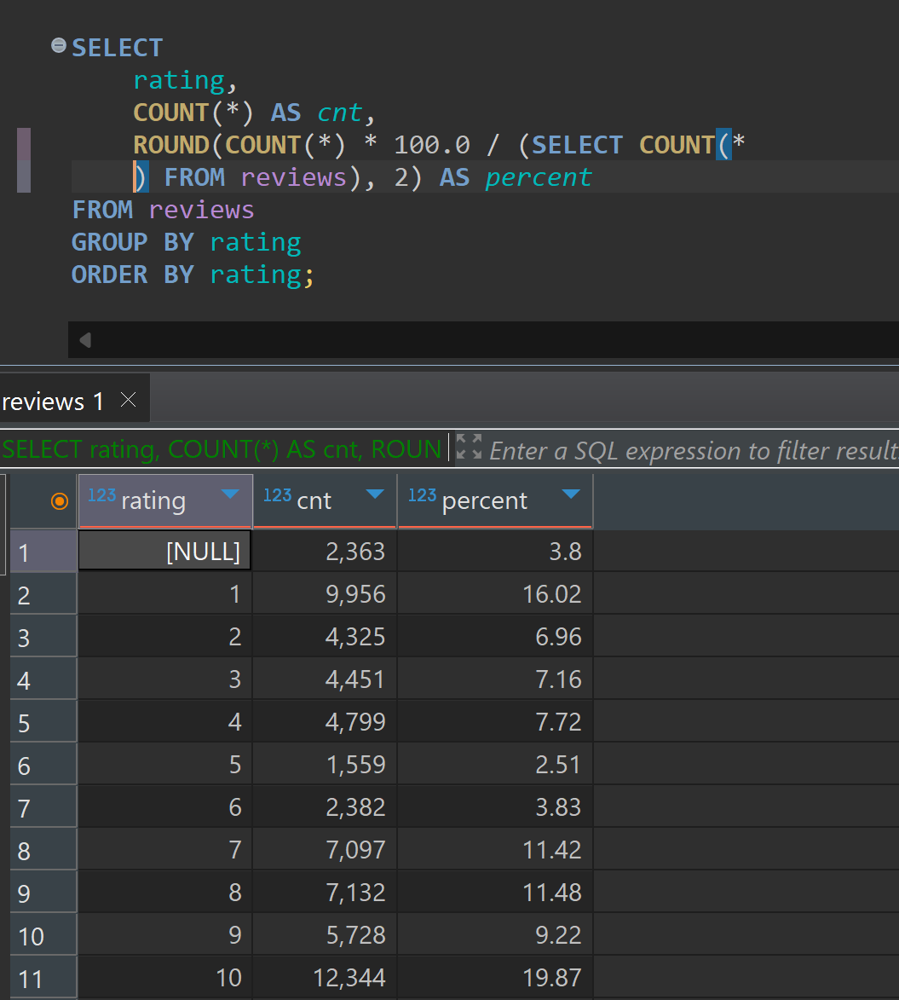 SELECT
rating,
COUNT(*) AS cnt,
ROUND(COUNT(*) * 100.0 / (SELECT COUNT(*
) FROM reviews), 2) AS percent
FROM reviews
GROUP BY rating
ORDER BY rating;
reviews 1
SELECT rating, COUNT(*) AS cnt, ROUN Enter a SQL expression to filter results
123 rating 123 cnt 123 percent
1 [NULL] 2,363 3.8
2 1 9,956 16.02
3 2 4,325 6.96
4 3 4,451 7.16
5 4 4,799 7.72
6 5 1,559 2.51
7 6 2,382 3.83
8 7 7,097 11.42
9 8 7,132 11.48
10 9 5,728 9.22
11 10 12,344 19.87